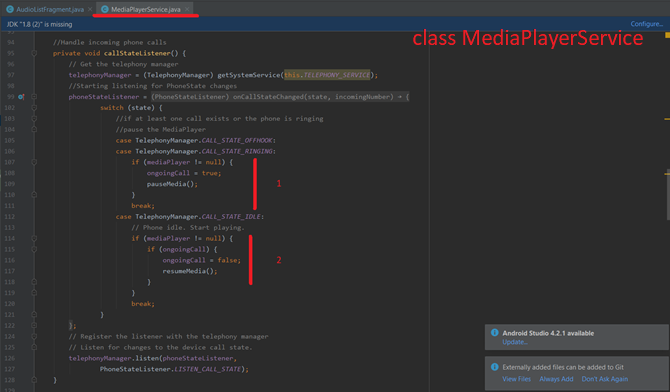 AudioListFragment.java × MediaPlayerService.java ×
JDK "1.8 (2)" is missing Configure...
class MediaPlayerService
94 //Handle incoming phone calls
95 private void callStateListener() {
96 // Get the telephony manager
97 telephonyManager = (TelephonyManager) getSystemService(this.TELEPHONY_SERVICE);
98 //Starting listening for PhoneState changes
99 phoneStateListener = (PhoneStateListener) onCallStateChanged(state, incomingNumber) → {
102 switch (state) {
103 //if at least one call exists or the phone is ringing
104 //pause the MediaPlayer
105 case TelephonyManager.CALL_STATE_OFFHOOK:
106 case TelephonyManager.CALL_STATE_RINGING:
107 if (mediaPlayer != null) {
108 ongoingCall = true;
109 pauseMedia();
110 }
111 break;
1
112 case TelephonyManager.CALL_STATE_IDLE:
113 // Phone idle. Start playing.
114 if (mediaPlayer != null) {
115 if (ongoingCall) {
116 ongoingCall = false;
117 resumeMedia();
118 }
119 }
120 break;
2
121 }
122 };
123 // Register the listener with the telephony manager
124 // Listen for changes to the device call state.
126 telephonyManager.listen(phoneStateListener,
127 PhoneStateListener.LISTEN_CALL_STATE);
128 }
Android Studio 4.2.1 available
Update...
Externally added files can be added to Git
View Files Always Add Don't Ask Again